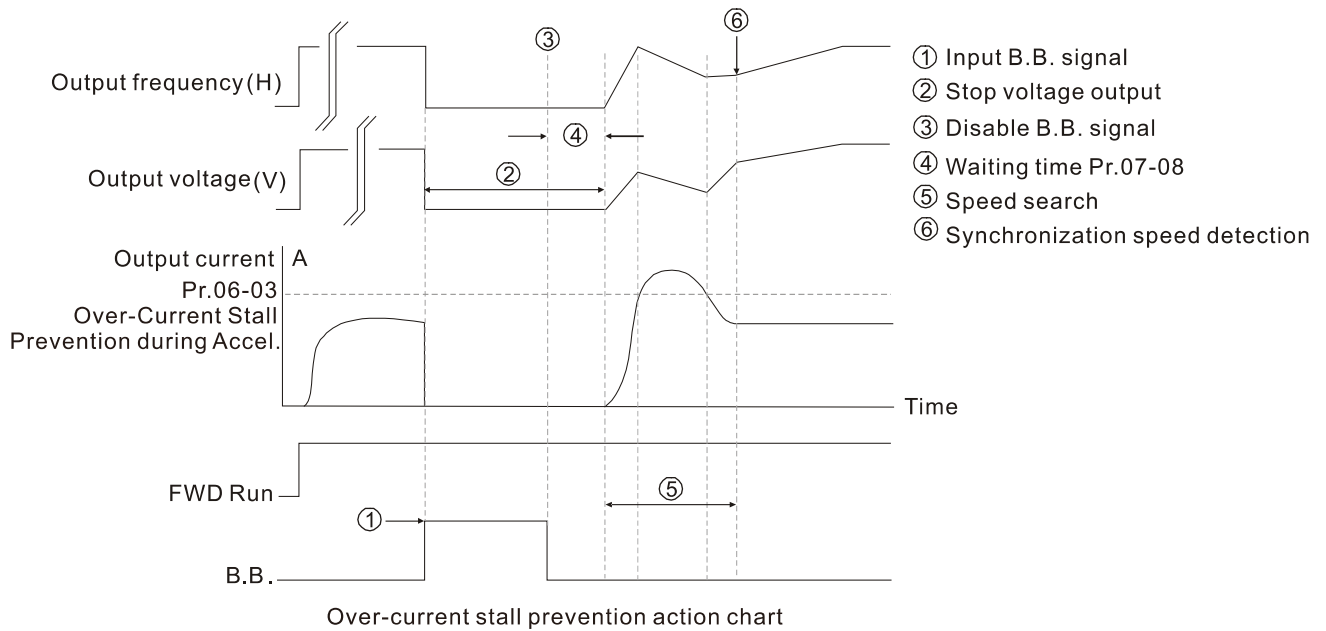 ⑥
③
Output frequency(H)
④
Output voltage(V)
②
① Input B.B. signal
② Stop voltage output
③ Disable B.B. signal
④ Waiting time Pr.07-08
⑤ Speed search
⑥ Synchronization speed detection
Output current
A
Pr.06-03
Over-Current Stall
Prevention during Accel.
Time
FWD Run
⑤
①
B.B.
Over-current stall prevention action chart